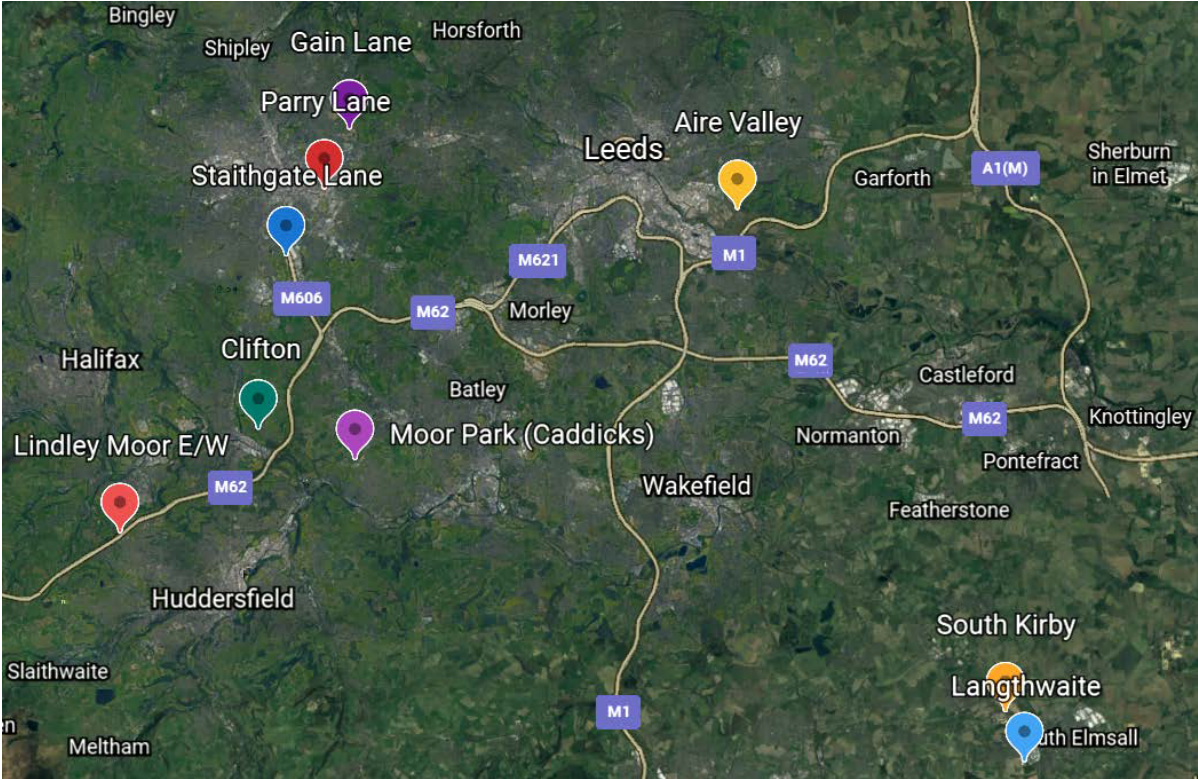 Bingley
Shipley
Gain Lane
Horsforth
Parry Lane
Staithgate Lane
Leeds
Aire Valley
Garforth
A1(M)
Sherburn
in Elmet
M621
M1
M606
M62
Morley
Halifax
Clifton
Batley
M62
Castleford
Knottingley
M62
Normanton
Pontefract
Lindley Moor E/W
Moor Park (Caddicks)
M62
Wakefield
Featherstone
Huddersfield
South Kirby
Slaithwaite
Langthwaite
M1
en
Meltham
uth Elmsall